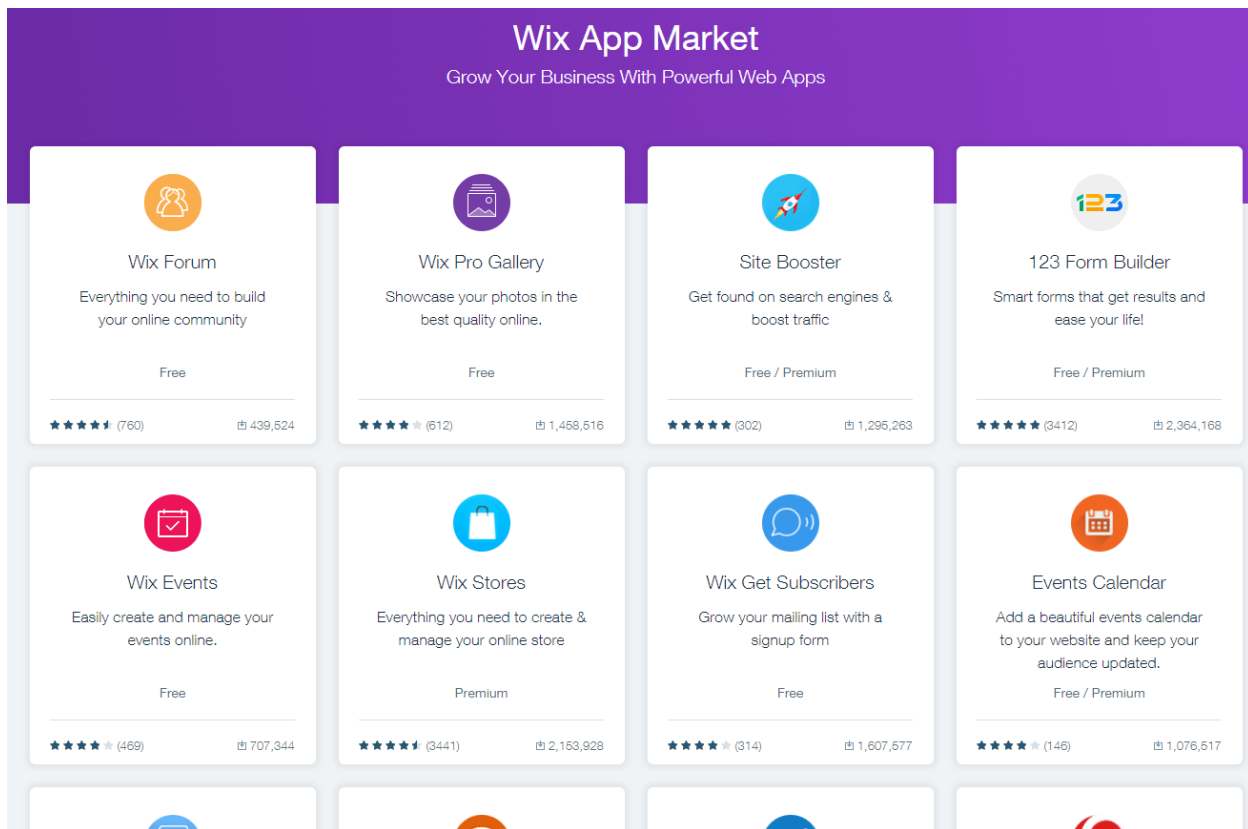 Wix App Market
Grow Your Business With Powerful Web Apps
Wix Forum
Everything you need to build
your online community
Free
(760) 439,524
Wix Pro Gallery
Showcase your photos in the
best quality online.
Free
(612) 1,458,516
Site Booster
Get found on search engines &
boost traffic
Free / Premium
(302) 1,295,263
123
123 Form Builder
Smart forms that get results and
ease your life!
Free / Premium
(3412) 2,364,168
Wix Events
Easily create and manage your
events online.
Free
(469) 707,344
Wix Stores
Everything you need to create &
manage your online store
Premium
(3441) 2,153,928
Wix Get Subscribers
Grow your mailing list with a
signup form
Free
(314) 1,607,577
Events Calendar
Add a beautiful events calendar
to your website and keep your
audience updated.
Free / Premium
(146) 1,076,517